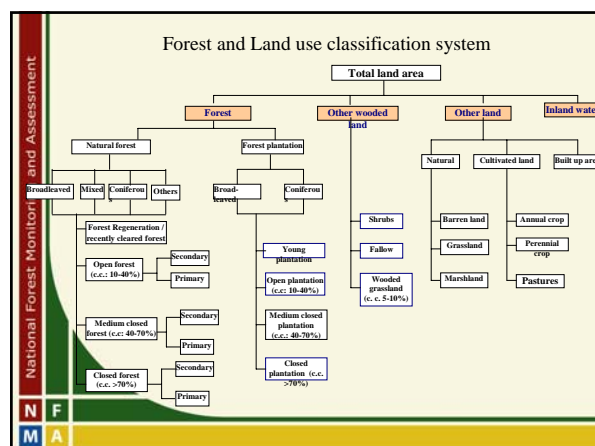 Forest and Land use classification system
Total land area
Forest
Other wooded
land
Other land
Inland water
Natural forest
Forest plantation
Natural
Cultivated land
Built up area
Broadleaved
Mixed
Coniferou
s
Others
Broad-
leaved
Coniferou
s
Forest Regeneration /
recently cleared forest
Open forest
(c.c.: 10-40%)
Secondary
Primary
Medium closed
forest (c.c: 40-70%)
Secondary
Primary
Closed forest
(c.c. >70%)
Secondary
Primary
Young
plantation
Open plantation
(c.c: 10-40%)
Medium closed
plantation
(c.c.: 40-70%)
Closed
plantation (c.c.
>70%)
Shrubs
Fallow
Wooded
grassland
(c. c. 5-10%)
Barren land
Grassland
Marshland
Annual crop
Perennial
crop
Pastures
National Forest Monitoring and Assessment
N F
M A